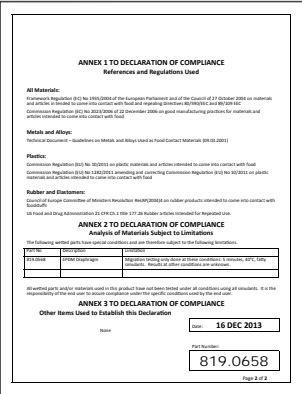 ANNEX 1 TO DECLARATION OF COMPLIANCE
References and Regulations Used
All Materials:
Framework Regulation (EC) No 1935/2004 of the European Parliament and of the Council of 27 October 2004 on materials
and articles in tended to come into contact with food and repealing Directives 80/590/EEC and 89/109 EEC
Commission Regulation (EC) No 2023/2006 of 22 December 2006 on good manufacturing practices for materials and
articles intended to come into contact with food
Metals and Alloys:
Technical Document – Guidelines on Metals and Alloys Used as Food Contact Materials (09.03.2001)
Plastics:
Commission Regulation (EU) No 10/2011 on plastic materials and articles intended to come into contact with food
Commission Regulation (EU) No 1282/2011 amending and correcting Commission Regulation (EU) No 10/2011 on plastic
materials and articles intended to come into contact with food
Rubber and Elastomers:
Council of Europe Committee of Ministers Resolution ResAP(2004)4 on rubber products intended to come into contact with
foodstuffs
US Food and Drug Administration 21 CFR Ch.1 title 177.26 Rubber articles intended for Repeated Use.
ANNEX 2 TO DECLARATION OF COMPLIANCE
Analysis of Materials Subject to Limitations
The following wetted parts have special conditions and are therefore subject to the following limitations.
Part No. Description Limitation
819.0568 EPDM Diaphragm Migration testing only done at these conditions: 5 minutes, 40°C, fatty
simulants. Results at other conditions are unknown.
All wetted parts and/or materials used in this product have not been tested under all conditions using all simulants. It is the
responsibility of the end user to assure compliance under the specific conditions used by the end user.
ANNEX 3 TO DECLARATION OF COMPLIANCE
Other Items Used to Establish this Declaration
None
Date: 16 DEC 2013
Part Number:
819.0658
Page 2 of 2